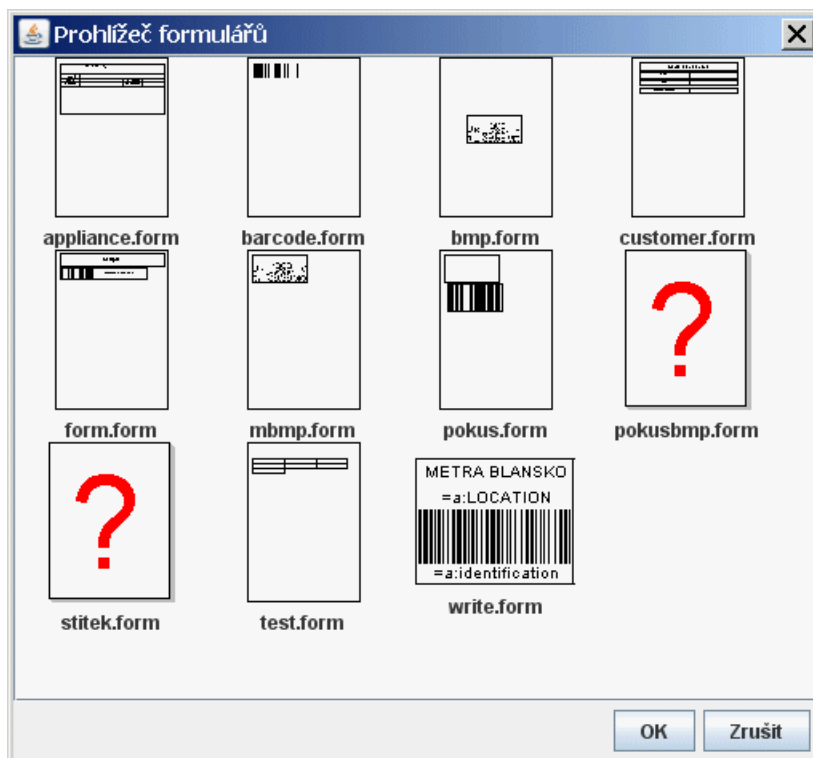 Prohlížeč formulářů
appliance.form
barcode.form
bmp.form
customer.form
form.form
mbmp.form
pokus.form
?
pokusbmp.form
?
stitek.form
test.form
METRA BLANSKO
=a:LOCATION
=a:identification
write.form
OK
Zrušit